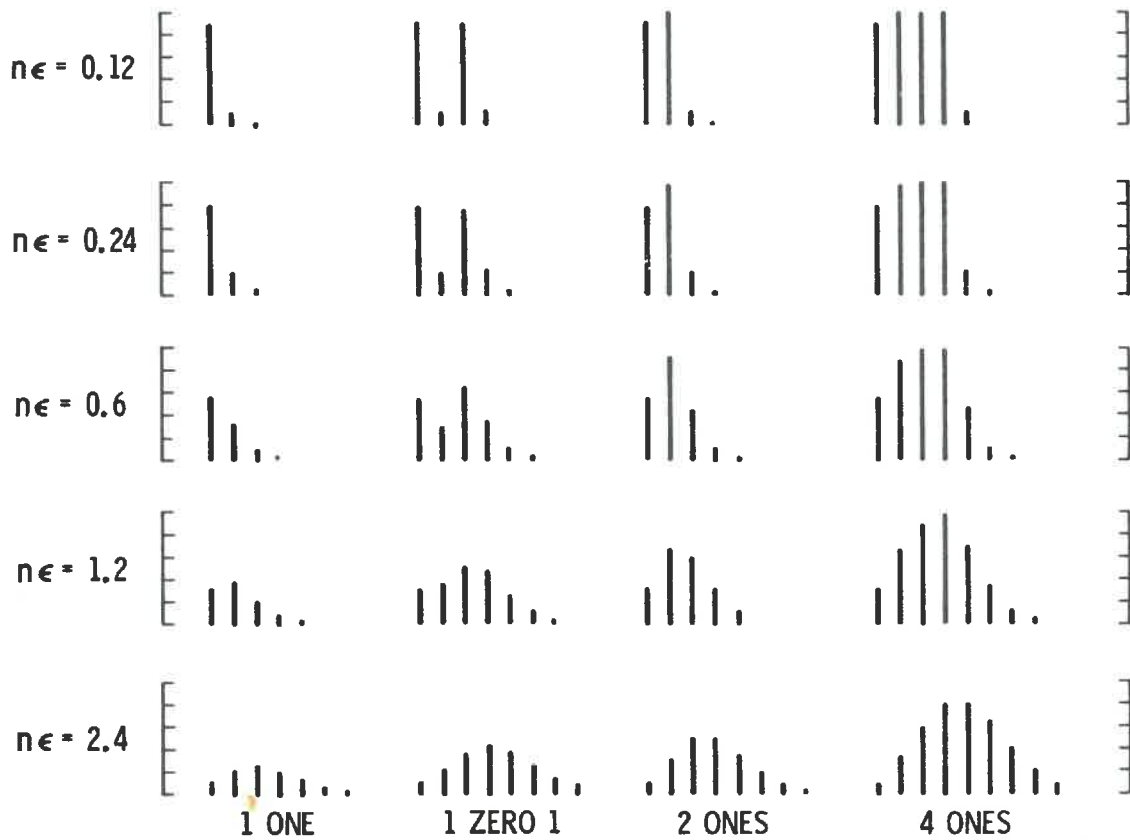 nϵ = 0.12
nϵ = 0.24
nϵ = 0.6
nϵ = 1.2
nϵ = 2.4
1 ONE 1 ZERO 1 2 ONES 4 ONES